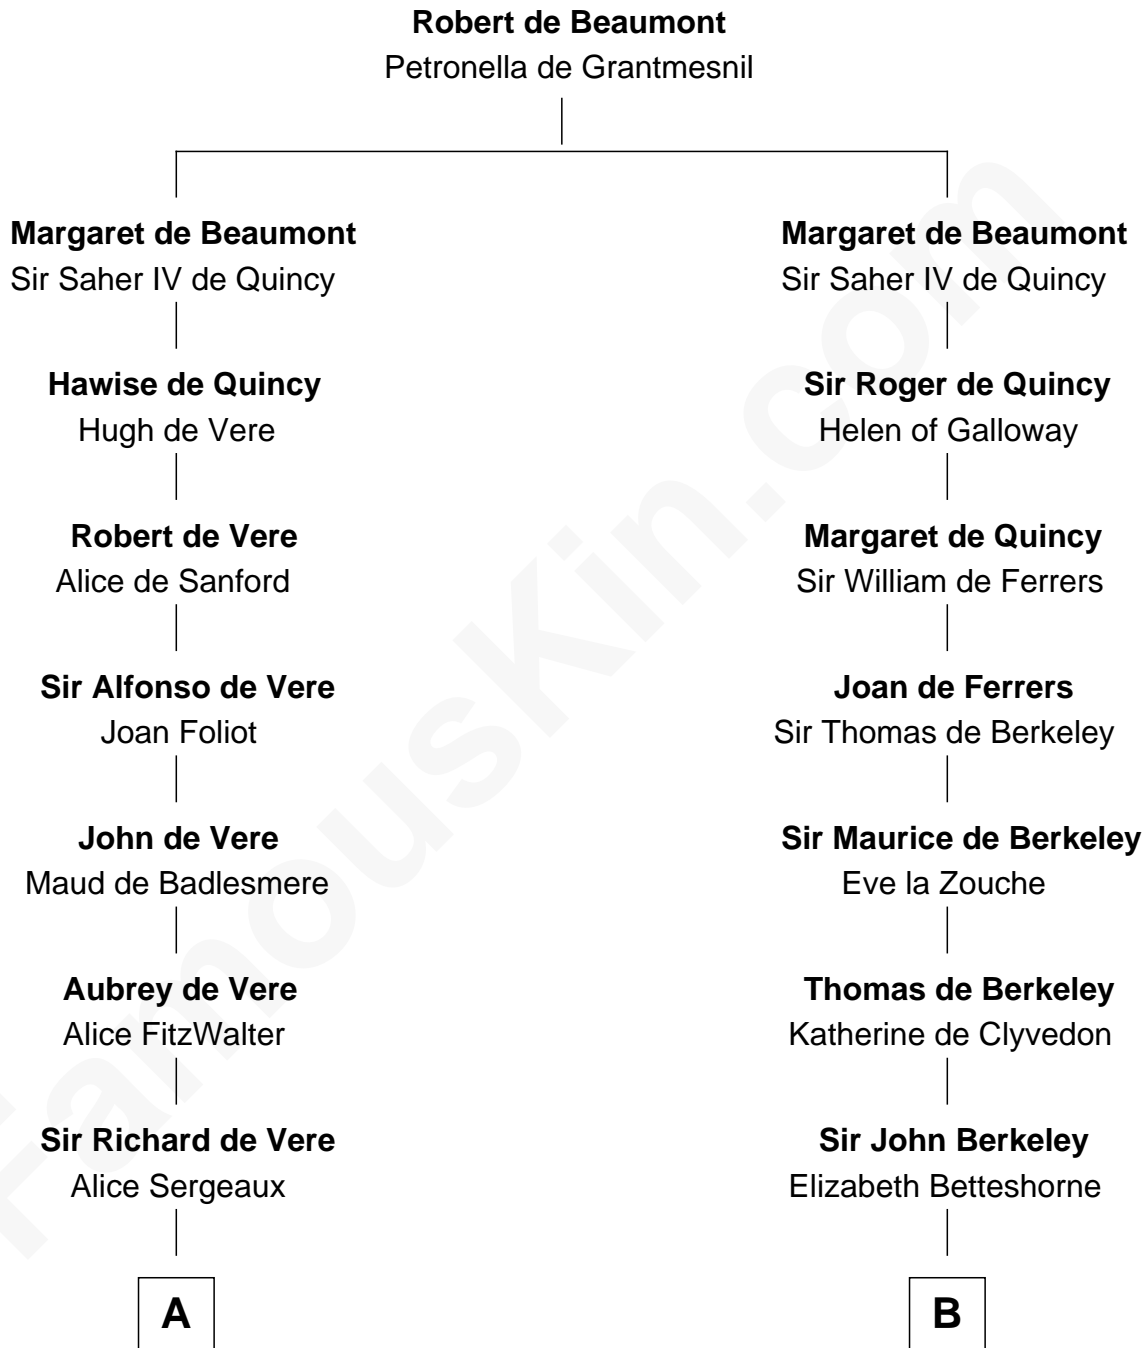 Robert de Beaumont
Petronella de Grantmesnil
Margaret de Beaumont
Sir Saher IV de Quincy
Hawise de Quincy
Hugh de Vere
Robert de Vere
Alice de Sanford
Sir Alfonso de Vere
Joan Foliot
John de Vere
Maud de Badlesmere
Aubrey de Vere
Alice FitzWalter
Sir Richard de Vere
Alice Sergeaux
A
Margaret de Beaumont
Sir Saher IV de Quincy
Sir Roger de Quincy
Helen of Galloway
Margaret de Quincy
Sir William de Ferrers
Joan de Ferrers
Sir Thomas de Berkeley
Sir Maurice de Berkeley
Eve la Zouche
Thomas de Berkeley
Katherine de Clyvedon
Sir John Berkeley
Elizabeth Betteshorne
B
FamousKin.com